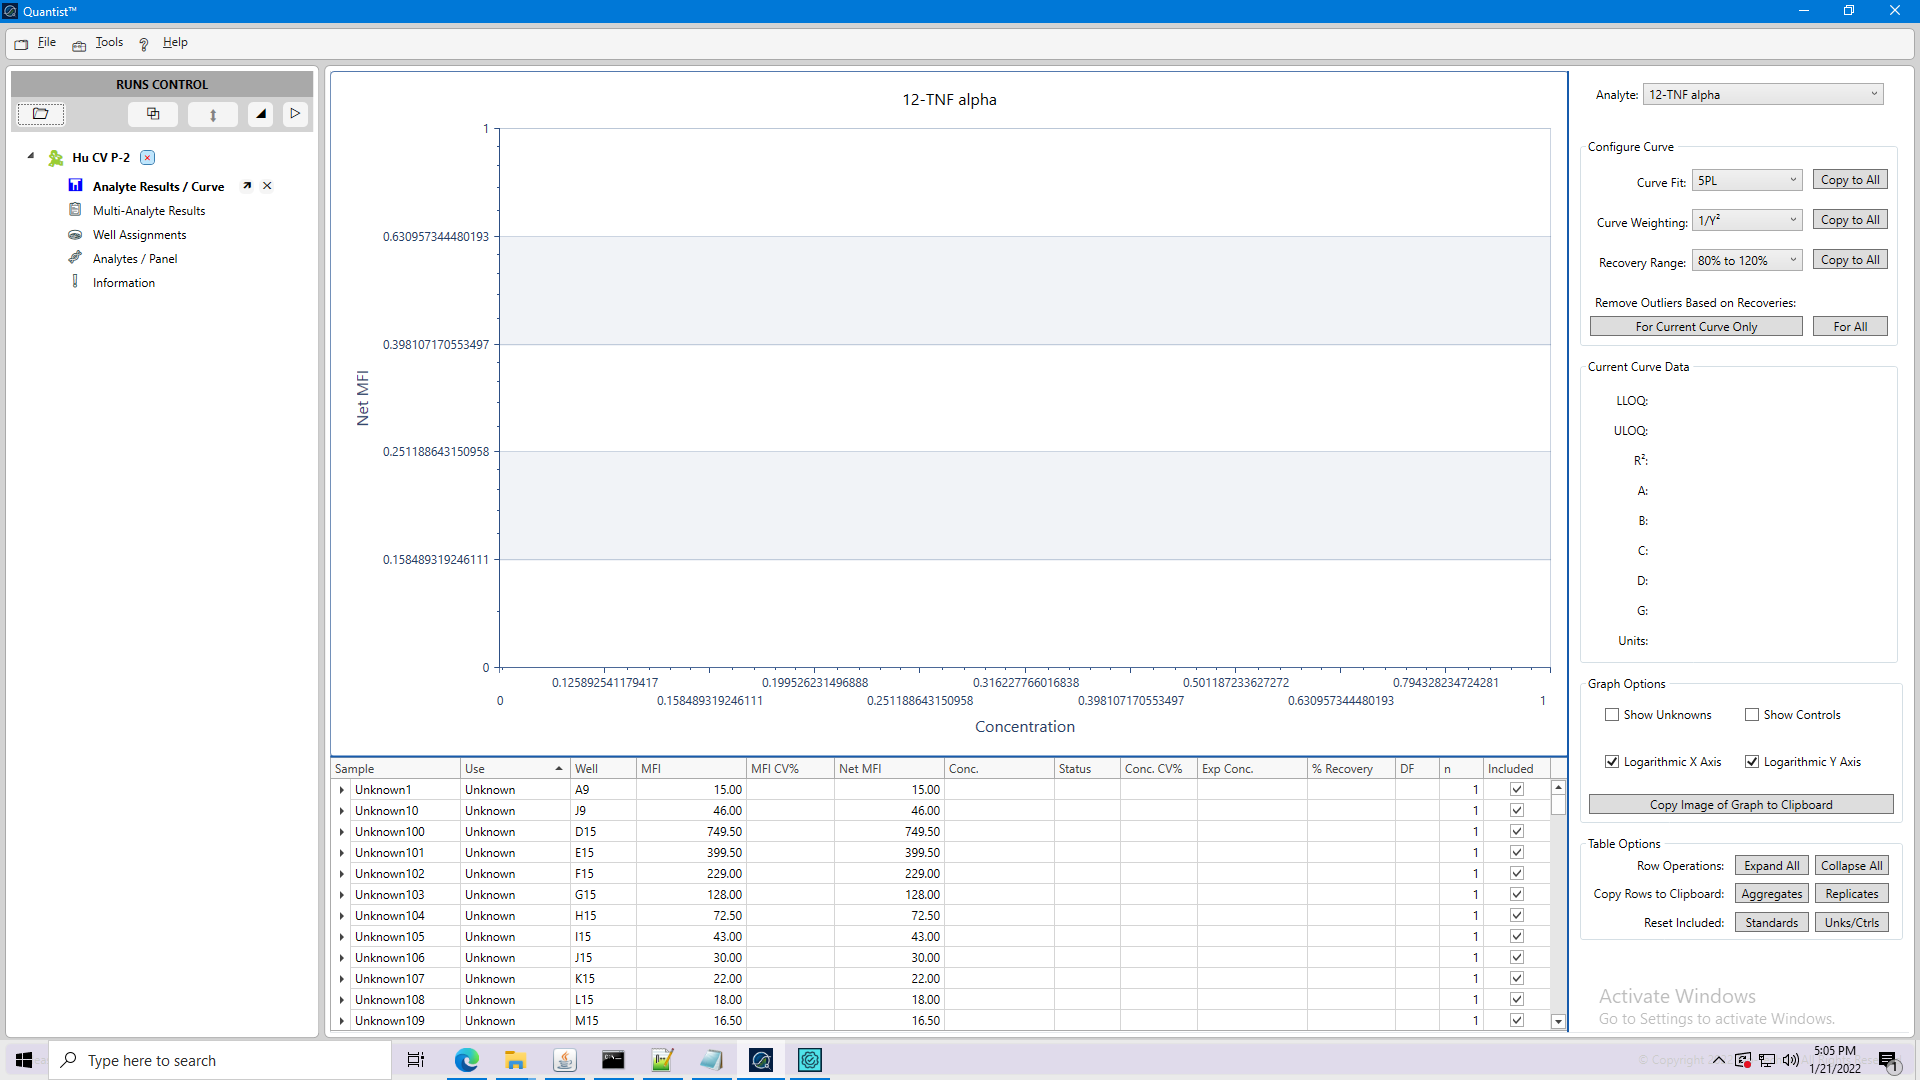 Quantist™
File Tools Help
RUNS CONTROL
Hu CV P-2
Analyte Results / Curve
Multi-Analyte Results
Well Assignments
Analytes / Panel
Information
12-TNF alpha
1
0.630957344480193
0.398107170553497
0.251188643150958
0.158489319246111
0
Net MFI
0.125892541179417 0.199526231496888 0.316227766016838 0.501187233627272 0.794328234724281
0 0.158489319246111 0.251188643150958 0.398107170553497 0.630957344480193 1
Concentration
Sample Use Well MFI MFI CV% Net MFI Conc. Status Conc. CV% Exp Conc. % Recovery DF n Included
Unknown1 Unknown A9 15.00 15.00 1
Unknown10 Unknown J9 46.00 46.00 1
Unknown100 Unknown D15 749.50 749.50 1
Unknown101 Unknown E15 399.50 399.50 1
Unknown102 Unknown F15 229.00 229.00 1
Unknown103 Unknown G15 128.00 128.00 1
Unknown104 Unknown H15 72.50 72.50 1
Unknown105 Unknown I15 43.00 43.00 1
Unknown106 Unknown J15 30.00 30.00 1
Unknown107 Unknown K15 22.00 22.00 1
Unknown108 Unknown L15 18.00 18.00 1
Unknown109 Unknown M15 16.50 16.50 1
Analyte: 12-TNF alpha
Configure Curve
Curve Fit: 5PL Copy to All
Curve Weighting: 1/Y² Copy to All
Recovery Range: 80% to 120% Copy to All
Remove Outliers Based on Recoveries:
For Current Curve Only For All
Current Curve Data
LLOQ:
ULOQ:
R²:
A:
B:
C:
D:
G:
Units:
Graph Options
Show Unknowns Show Controls
Logarithmic X Axis Logarithmic Y Axis
Copy Image of Graph to Clipboard
Table Options
Row Operations: Expand All Collapse All
Copy Rows to Clipboard: Aggregates Replicates
Reset Included: Standards Unks/Ctrls
Activate Windows
Go to Settings to activate Windows.
Type here to search
© Copyright
5:05 PM
1/21/2022
1